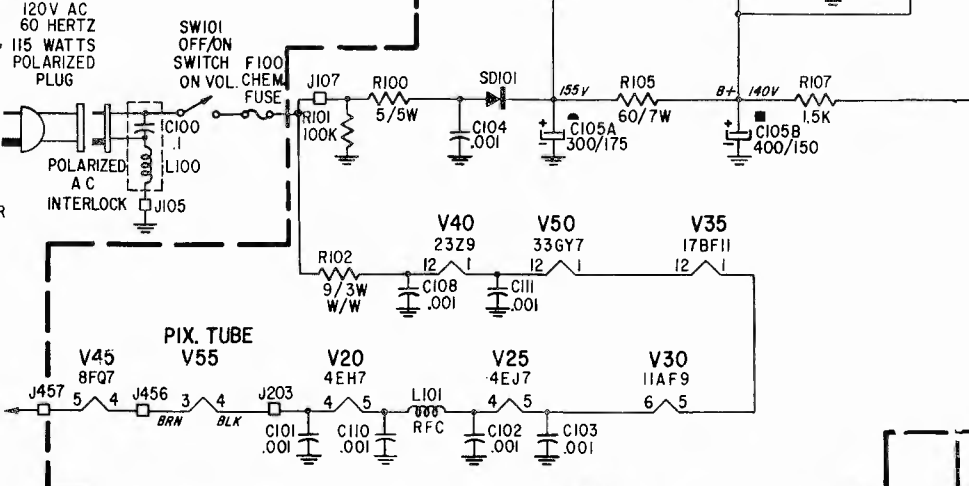 120V AC
60 HERTZ
115 WATTS
POLARIZED
PLUG
SW101
OFF/ON
SWITCH
ON VOL.
F100
CHEM.
FUSE
J107
R100
5/5W
SD101
155V
R105
60/7W
B+
140V
R107
1.5K
R101
100K
C104
.001
+
-
C105A
300/175
+
-
C105B
400/150
C100
.1
L100
POLARIZED
AC
INTERLOCK
J105
R
R102
9/3W
W/W
V40
23Z9
12 1
V50
33GY7
12 1
V35
17BF11
12 1
C108
.001
C111
.001
PIX. TUBE
V45
8FQ7
V55
V20
4EH7
V25
4EJ7
V30
11AF9
J457
5 4
J456
3 4
BRN
BLK
J203
4 5
L101
RFC
4 5
6 5
C101
.001
C110
.001
C102
.001
C103
.001